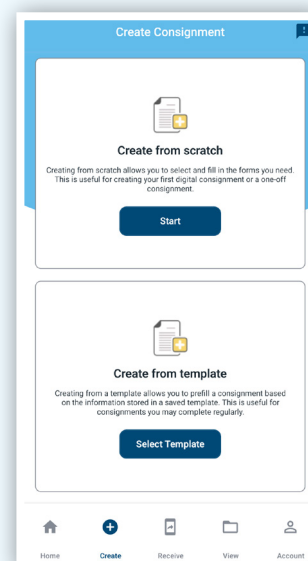 Create Consignment
Create from scratch
Creating from scratch allows you to select and fill in the forms you need.
This is useful for creating your first digital consignment or a one-off
consignment.
Start
Create from template
Creating from a template allows you to prefill a consignment based
on the information stored in a saved template. This is useful for
consignments you may complete regularly.
Select Template
Home Create Receive View Account